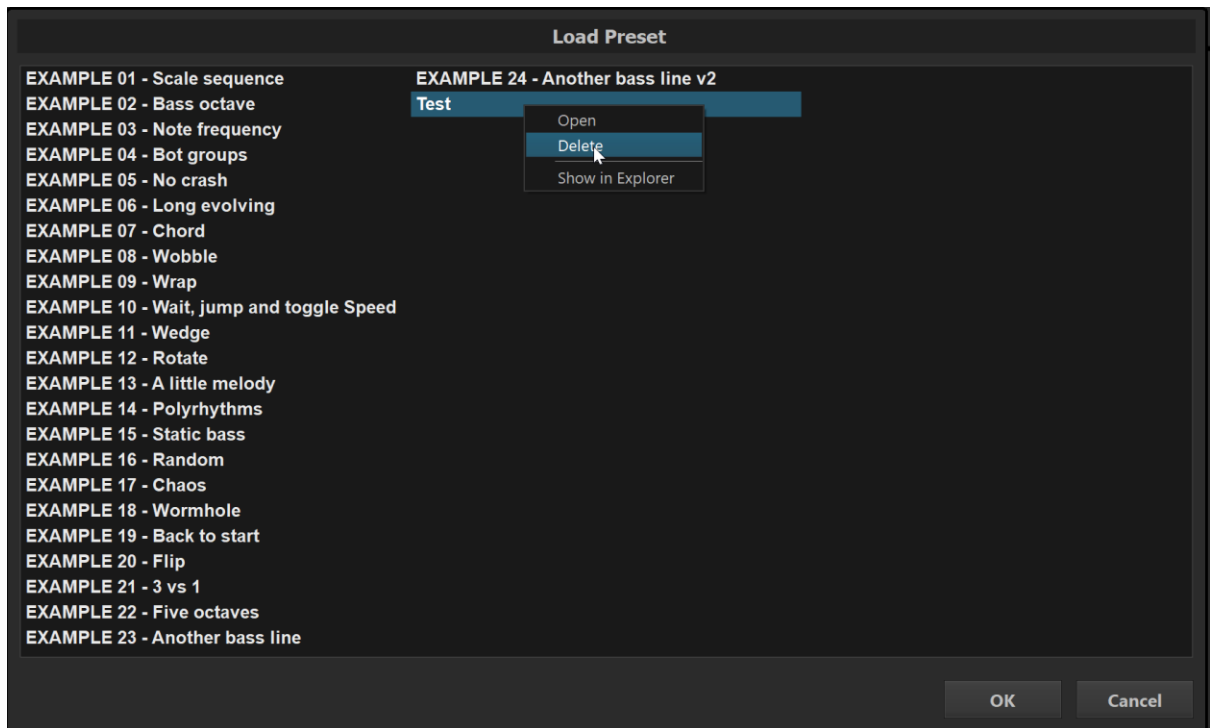 Load Preset
EXAMPLE 01 - Scale sequence
EXAMPLE 02 - Bass octave
EXAMPLE 03 - Note frequency
EXAMPLE 04 - Bot groups
EXAMPLE 05 - No crash
EXAMPLE 06 - Long evolving
EXAMPLE 07 - Chord
EXAMPLE 08 - Wobble
EXAMPLE 09 - Wrap
EXAMPLE 10 - Wait, jump and toggle Speed
EXAMPLE 11 - Wedge
EXAMPLE 12 - Rotate
EXAMPLE 13 - A little melody
EXAMPLE 14 - Polyrhythms
EXAMPLE 15 - Static bass
EXAMPLE 16 - Random
EXAMPLE 17 - Chaos
EXAMPLE 18 - Wormhole
EXAMPLE 19 - Back to start
EXAMPLE 20 - Flip
EXAMPLE 21 - 3 vs 1
EXAMPLE 22 - Five octaves
EXAMPLE 23 - Another bass line
EXAMPLE 24 - Another bass line v2
Test
Open
Delete
Show in Explorer
OK
Cancel